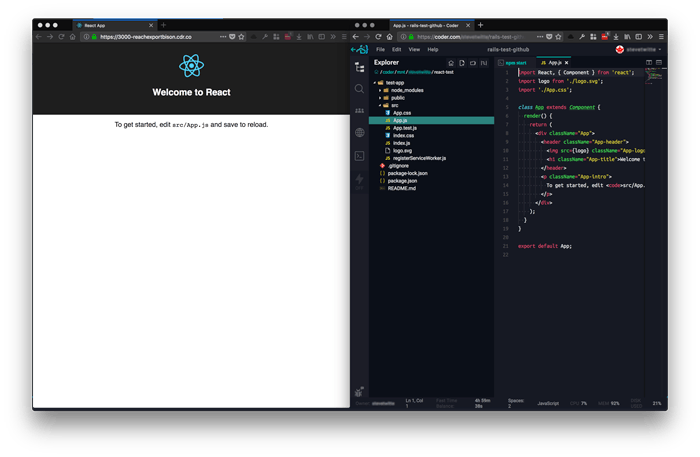 React App
https://3000-reachexportbison.cdr.co
Welcome to React
To get started, edit src/App.js and save to reload.
App.js - rails-test-github - Coder
https://coder.com/stevetwillie/rails-test-github
File Edit View Help
rails-test-github
Explorer
react-test
test-app
node_modules
public
src
App.css
App.js
App.test.js
index.css
index.js
logo.svg
registerServiceWorker.js
.gitignore
package-lock.json
package.json
README.md
npm start
App.js
1 import React, { Component } from 'react';
2 import logo from './logo.svg';
3 import './App.css';
4
5 class App extends Component {
6 render() {
7 return (
8 <div className="App">
9 <header className="App-header">
10 <img src={logo} className="App-logo
11 <h1 className="App-title">Welcome t
12 </header>
13 <p className="App-intro">
14 To get started, edit <code>src/App.
15 </p>
16 </div>
17 );
18 }
19 }
20
21 export default App;
22
Ln 1, Col 1
4h 59m
Spaces: 2
JavaScript
7%
92%
21%